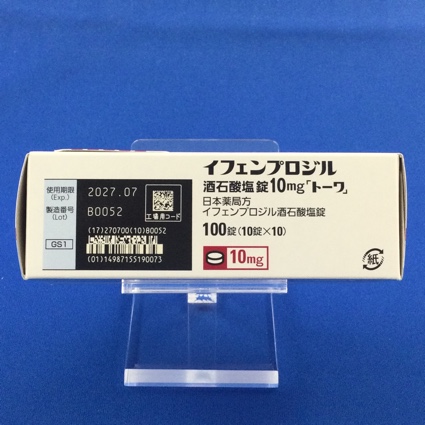 使用期限
(Exp.)
2027.07
製造番号
(Lot)
B0052
工場用コード
GS1
(17)270700(10)B0052
(01)14987155190073
イフェンプロジル
酒石酸塩錠10mg「トーワ」
日本薬局方
イフェンプロジル酒石酸塩錠
100錠(10錠×10)
10mg
紙